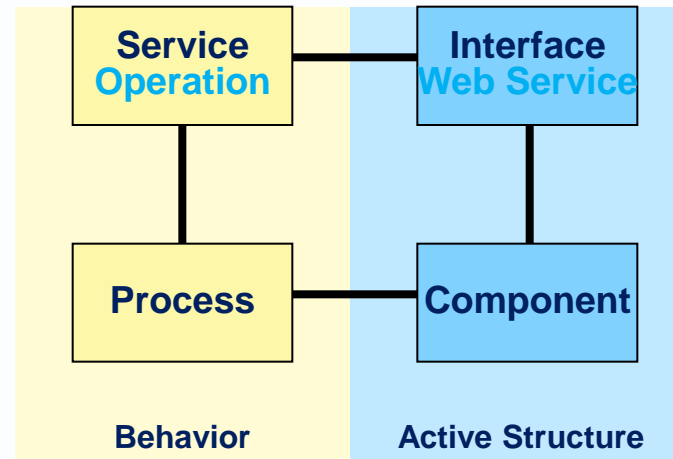 Service
Operation
Interface
Web Service
Process
Component
Behavior
Active Structure